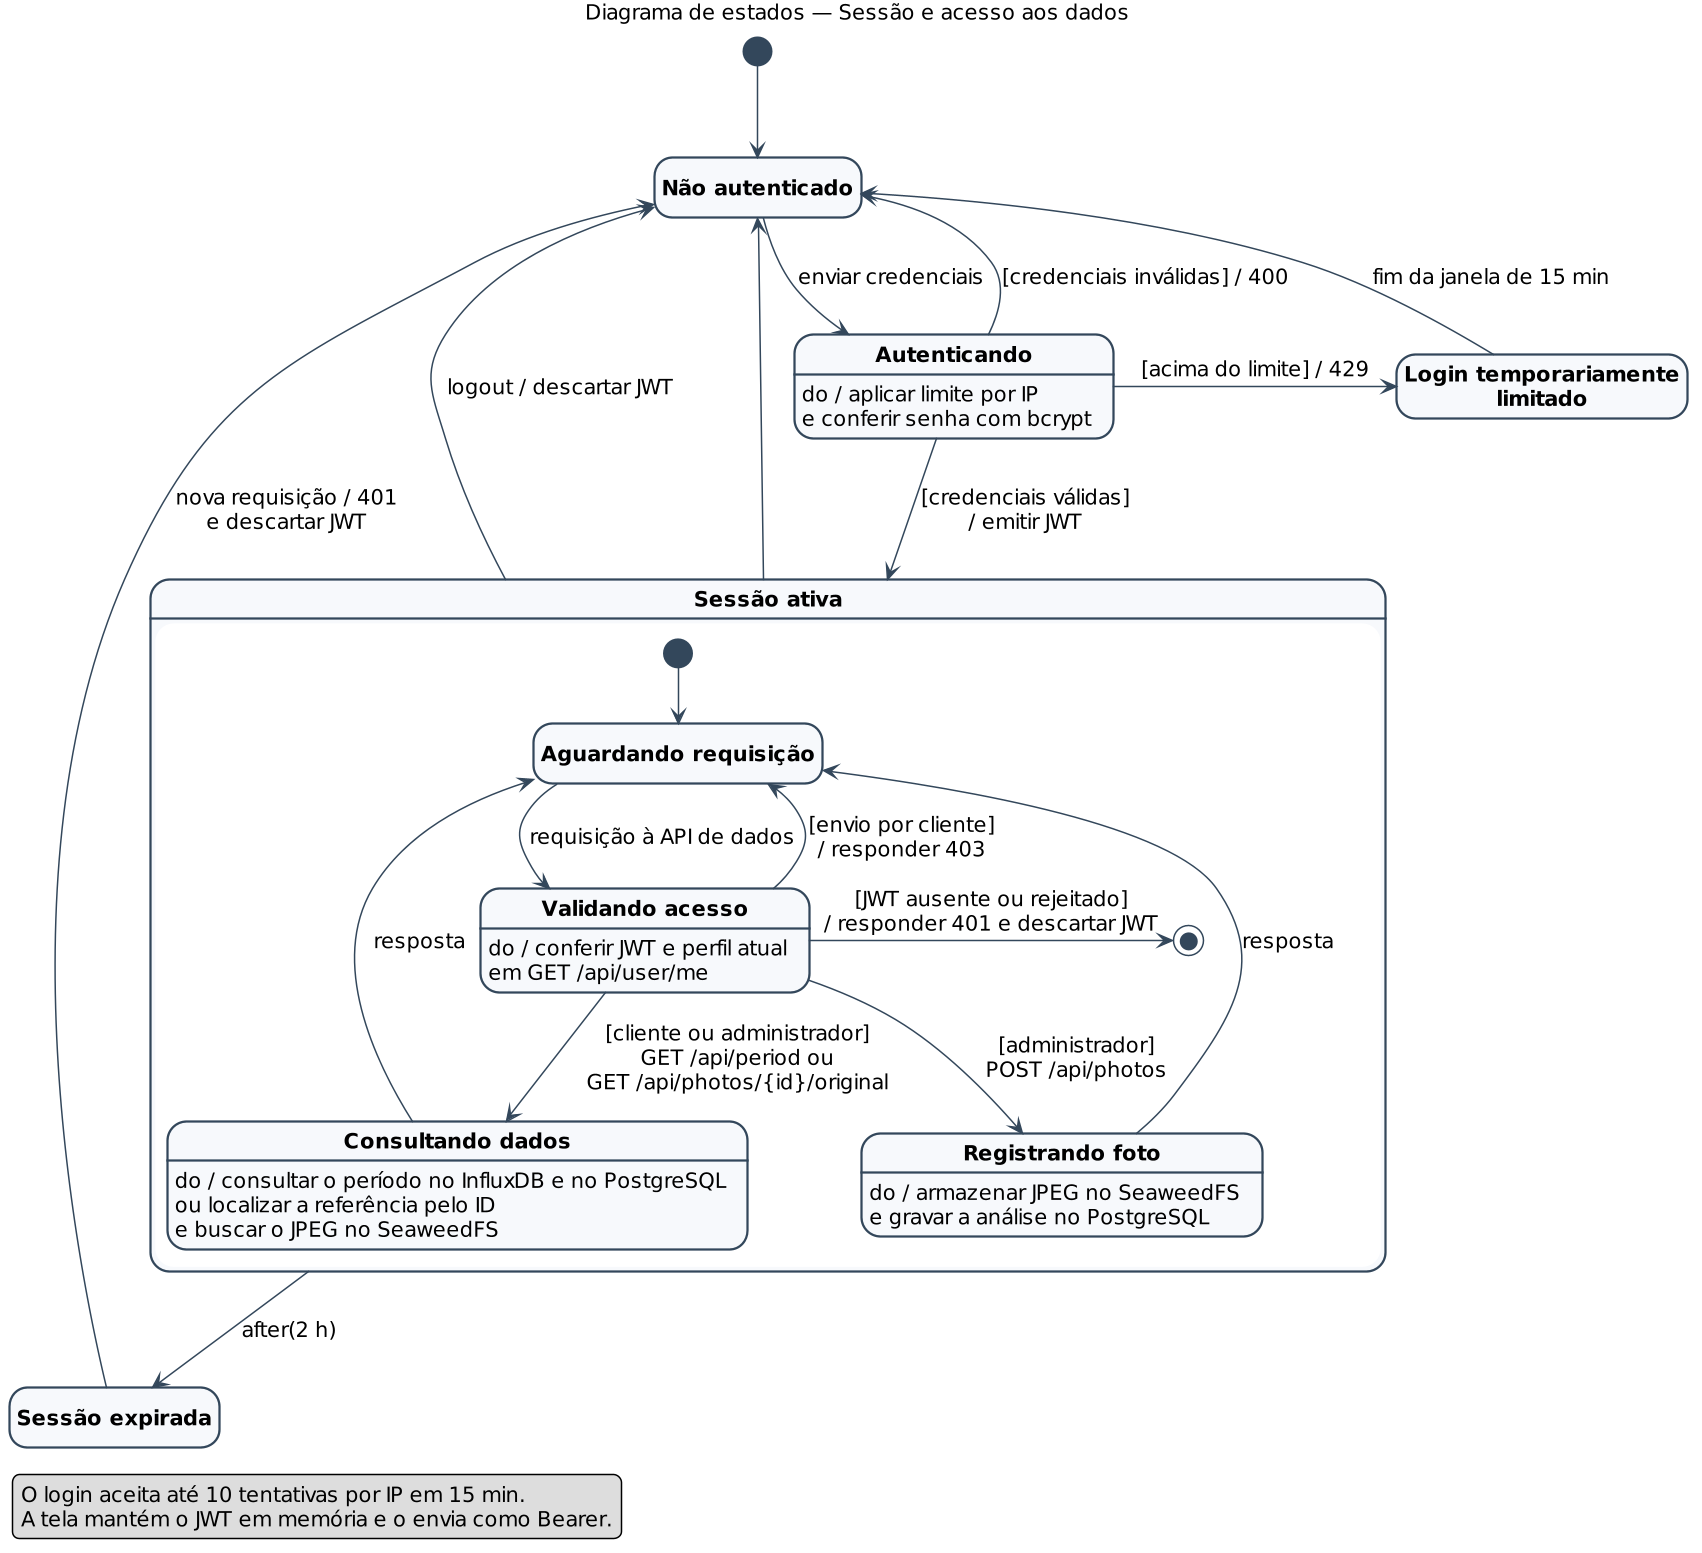 Diagrama de estados — Sessão e acesso aos dados
Não autenticado
enviar credenciais
[credenciais inválidas] / 400
fim da janela de 15 min
Autenticando
do / aplicar limite por IP
e conferir senha com bcrypt
[acima do limite] / 429
Login temporariamente
limitado
logout / descartar JWT
nova requisição / 401
e descartar JWT
[credenciais válidas]
/ emitir JWT
Sessão ativa
Aguardando requisição
requisição à API de dados
[envio por cliente]
/ responder 403
Validando acesso
do / conferir JWT e perfil atual
em GET /api/user/me
[JWT ausente ou rejeitado]
/ responder 401 e descartar JWT
resposta
resposta
[cliente ou administrador]
GET /api/period ou
GET /api/photos/{id}/original
[administrador]
POST /api/photos
Consultando dados
do / consultar o período no InfluxDB e no PostgreSQL
ou localizar a referência pelo ID
e buscar o JPEG no SeaweedFS
Registrando foto
do / armazenar JPEG no SeaweedFS
e gravar a análise no PostgreSQL
after(2 h)
Sessão expirada
O login aceita até 10 tentativas por IP em 15 min.
A tela mantém o JWT em memória e o envia como Bearer.